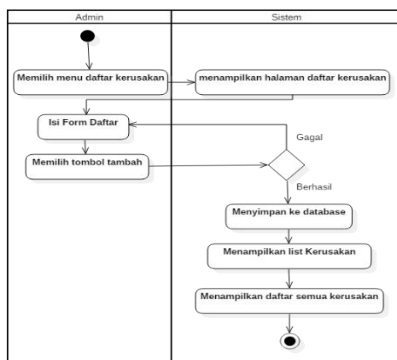 Admin
Sistem
Memilih menu daftar kerusakan
menampilkan halaman daftar kerusakan
Isi Form Daftar
Gagal
Memilih tombol tambah
Berhasil
Menyimpan ke database
Menampilkan list Kerusakan
Menampilkan daftar semua kerusakan